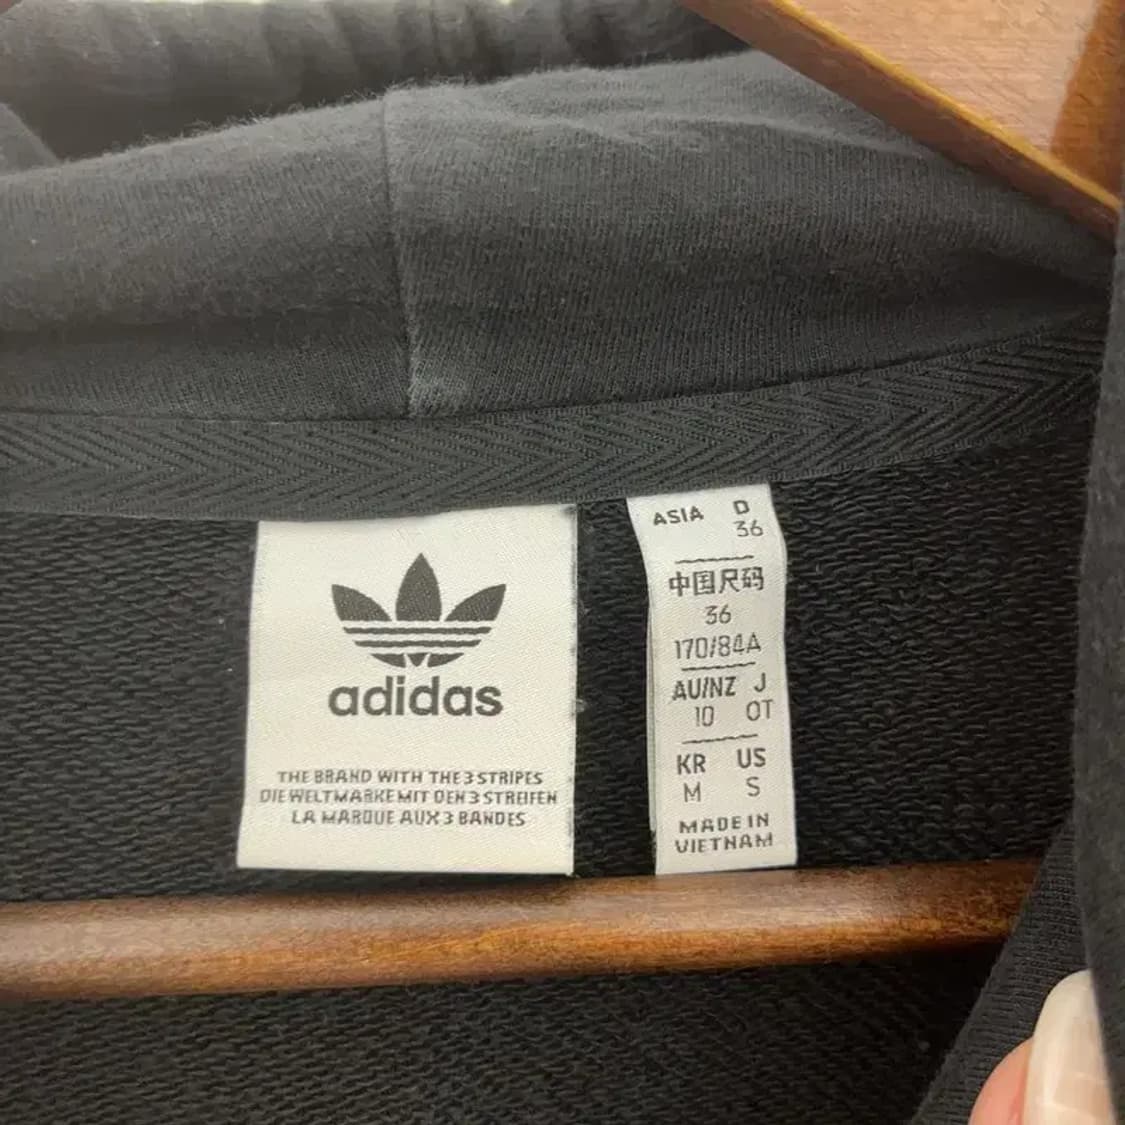 adidas
THE BRAND WITH THE 3 STRIPES
DIE WELTMARKE MIT DEN 3 STREIFEN
LA MARQUE AUX 3 BANDES
ASIA D
36
中国尺码
36
170/84A
AU/NZ J
10 OT
KR US
M S
MADE IN
VIETNAM